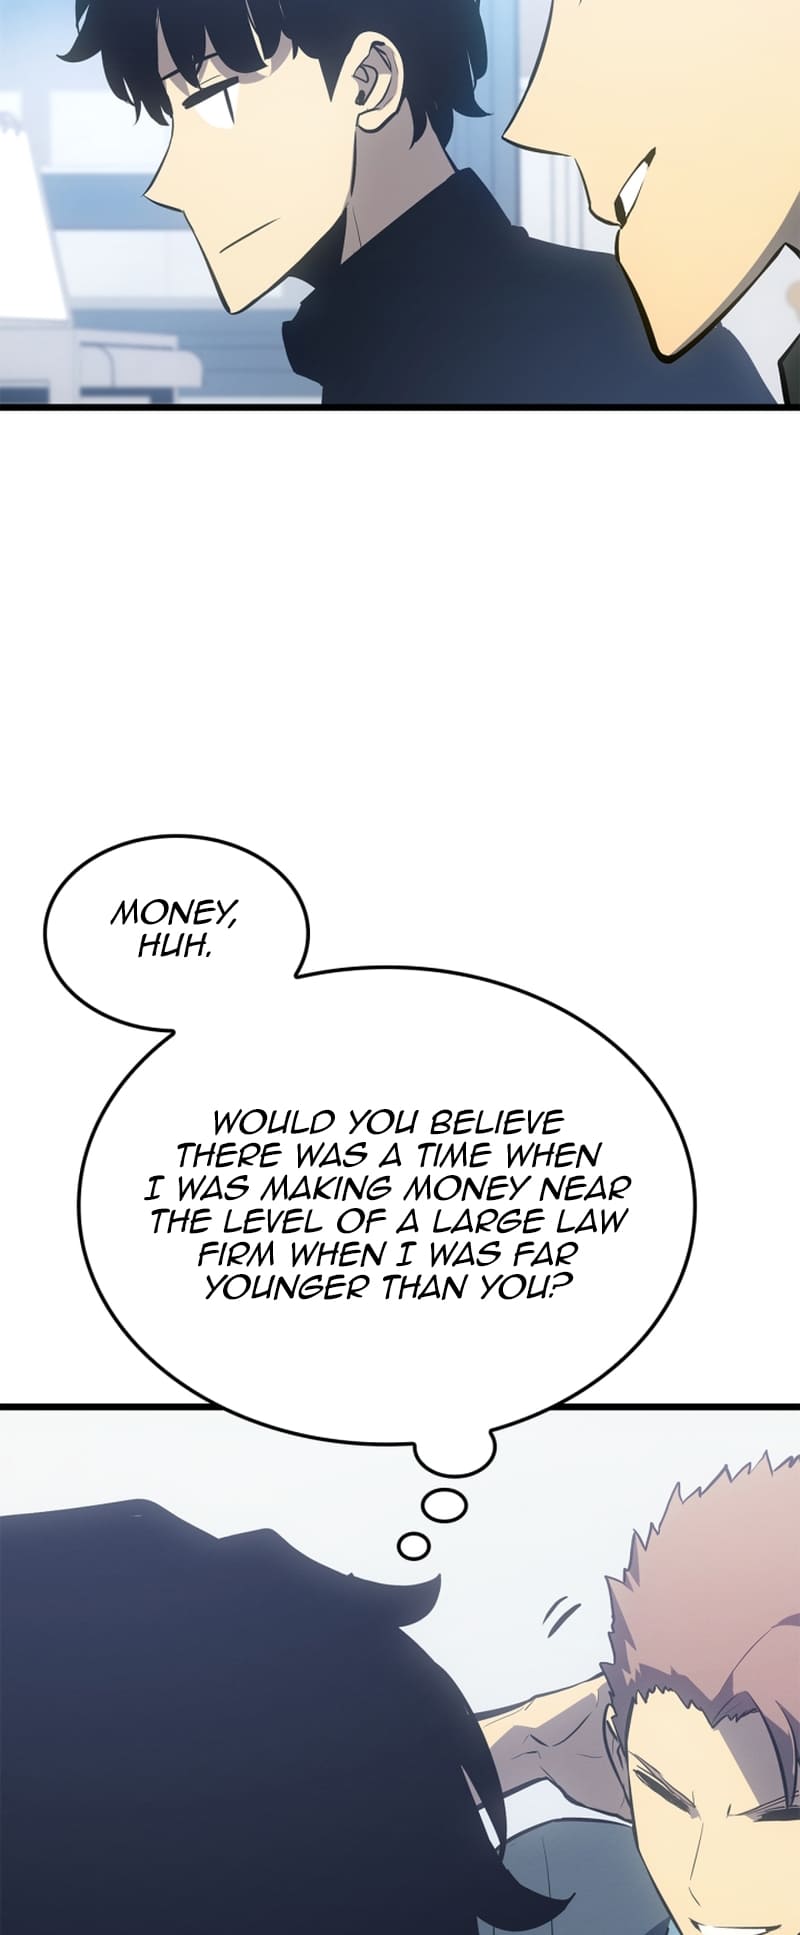 MONEY,
HUH.
WOULD YOU BELIEVE
THERE WAS A TIME WHEN
I WAS MAKING MONEY NEAR
THE LEVEL OF A LARGE LAW
FIRM WHEN I WAS FAR
YOUNGER THAN YOU?